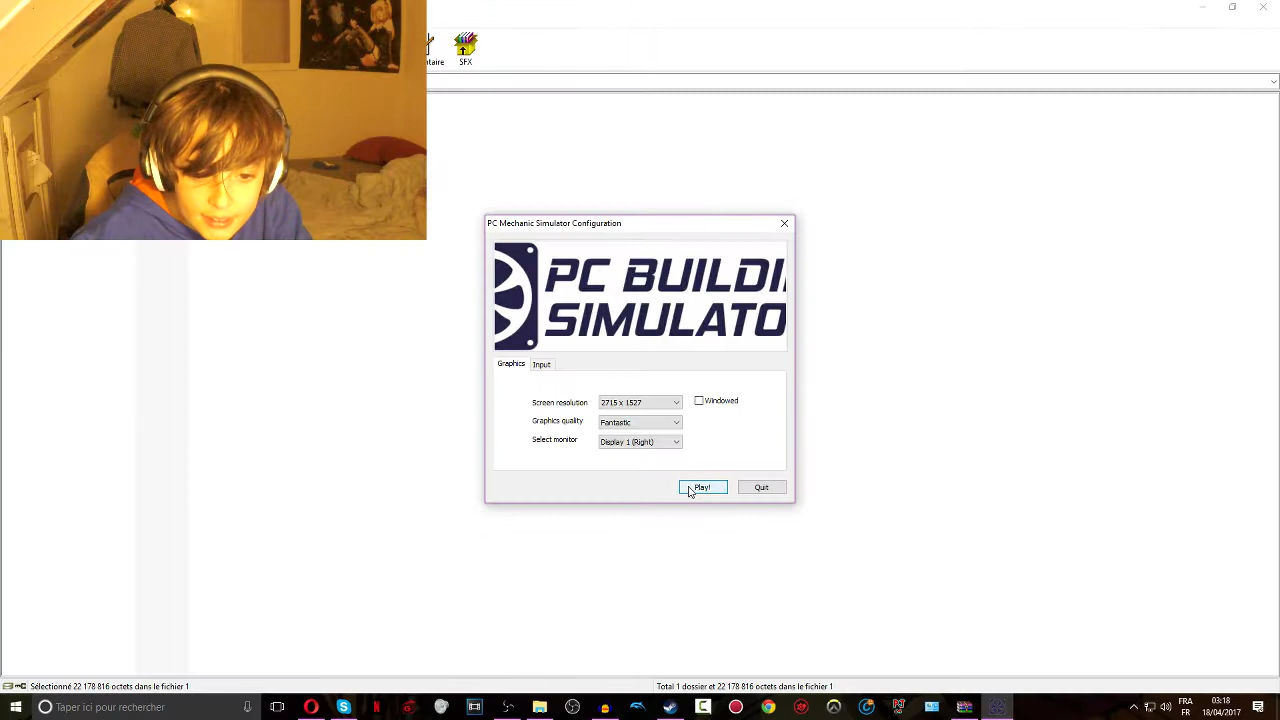 SFX
PC Mechanic Simulator Configuration
PC BUILDI
SIMULATO
Graphics
Input
Screen resolution
2715 x 1527
Windowed
Graphics quality
Fantastic
Select monitor
Display 1 (Right)
Play!
Quit
Sélectionné 22 178 816 octets dans le fichier 1
Total 1 dossier et 22 178 816 octets dans le fichier 1
Taper ici pour rechercher
FRA
FR
03:18
18/04/2017